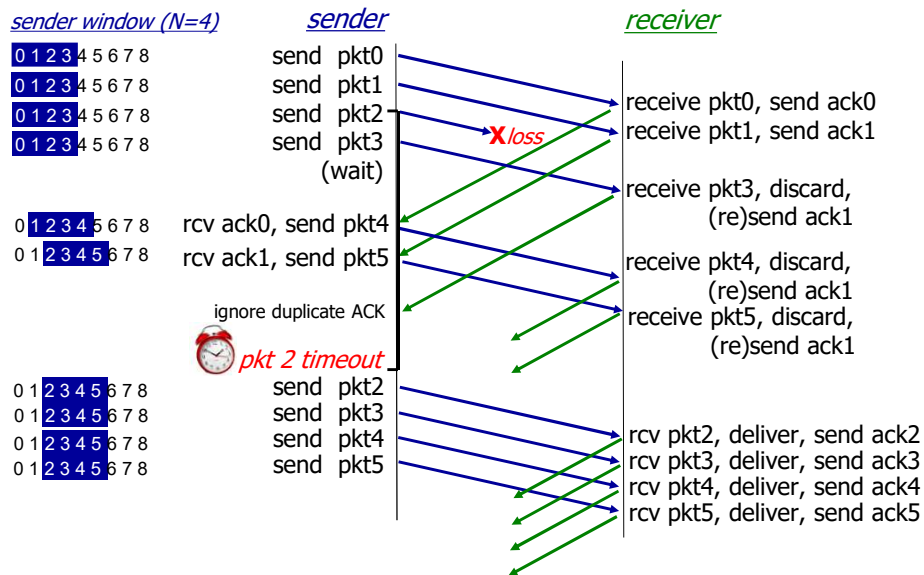 sender window (N=4)
sender
receiver
0 1 2 3 4 5 6 7 8
send pkt0
0 1 2 3 4 5 6 7 8
send pkt1
0 1 2 3 4 5 6 7 8
send pkt2
0 1 2 3 4 5 6 7 8
send pkt3
(wait)
X loss
receive pkt0, send ack0
receive pkt1, send ack1
receive pkt3, discard,
(re)send ack1
0 1 2 3 4 5 6 7 8
rcv ack0, send pkt4
0 1 2 3 4 5 6 7 8
rcv ack1, send pkt5
receive pkt4, discard,
(re)send ack1
receive pkt5, discard,
(re)send ack1
ignore duplicate ACK
pkt 2 timeout
0 1 2 3 4 5 6 7 8
send pkt2
0 1 2 3 4 5 6 7 8
send pkt3
0 1 2 3 4 5 6 7 8
send pkt4
0 1 2 3 4 5 6 7 8
send pkt5
rcv pkt2, deliver, send ack2
rcv pkt3, deliver, send ack3
rcv pkt4, deliver, send ack4
rcv pkt5, deliver, send ack5